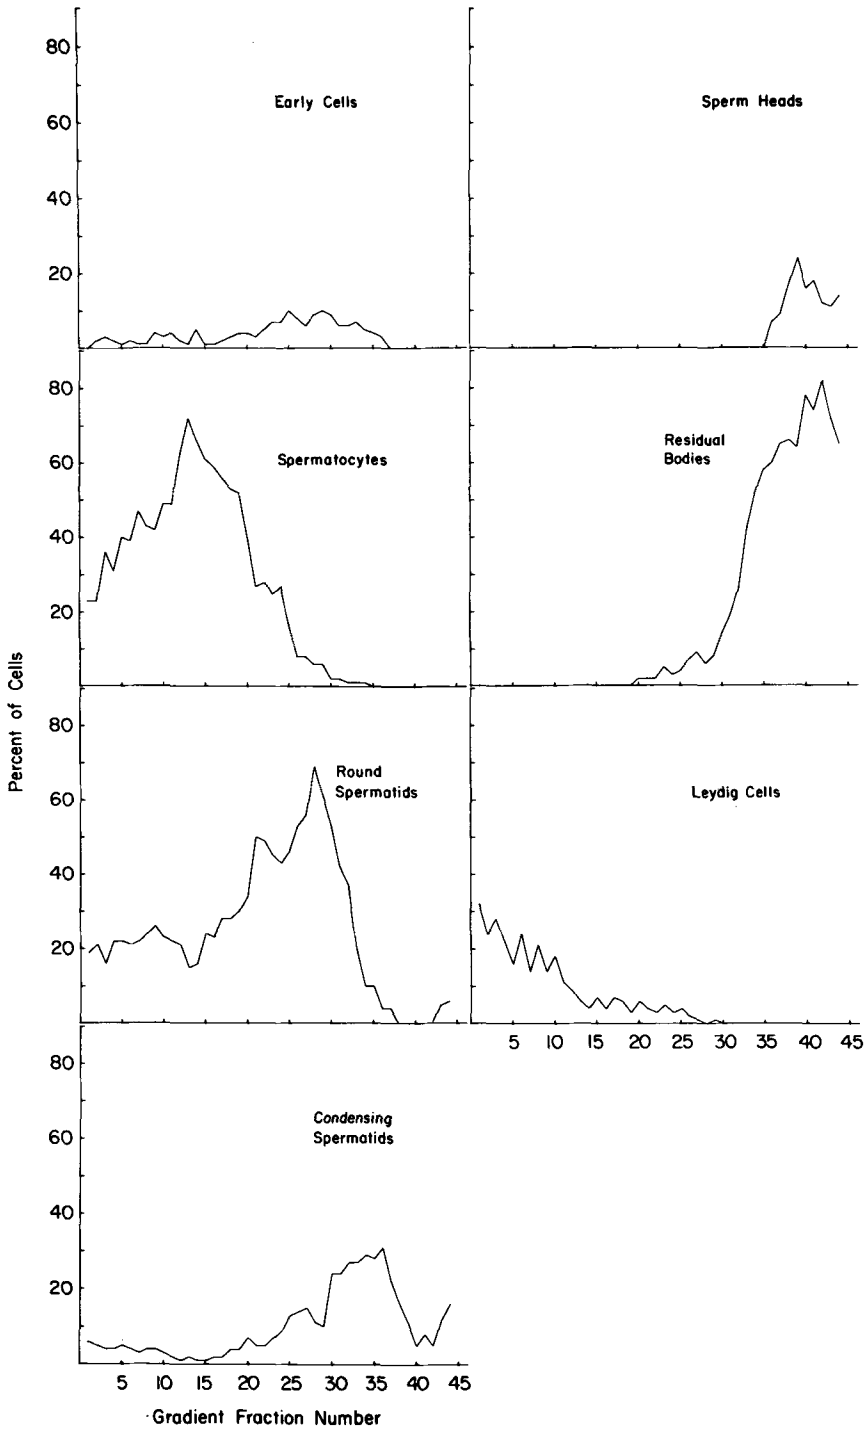 80
60
40
20
Early Cells
Sperm Heads
80
60
40
20
Spermatocytes
Residual
Bodies
Percent of Cells
80
60
40
20
Round
Spermatids
Leydig Cells
5 10 15 20 25 30 35 40 45
80
60
40
20
Condensing
Spermatids
5 10 15 20 25 30 35 40 45
Gradient Fraction Number